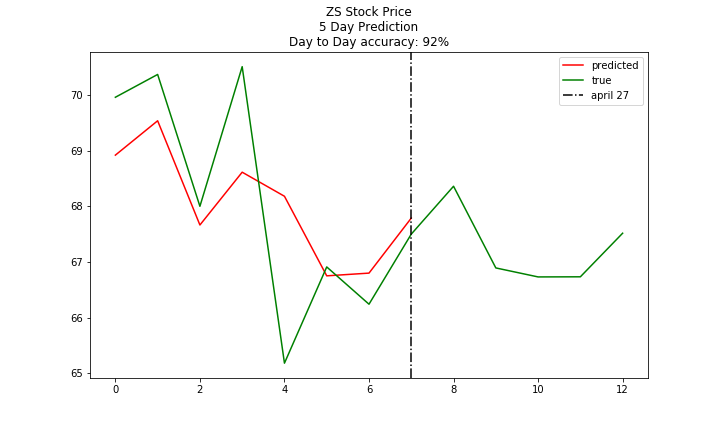 ZS Stock Price
5 Day Prediction
Day to Day accuracy: 92%
predicted
true
april 27
70
69
68
67
66
65
0 2 4 6 8 10 12